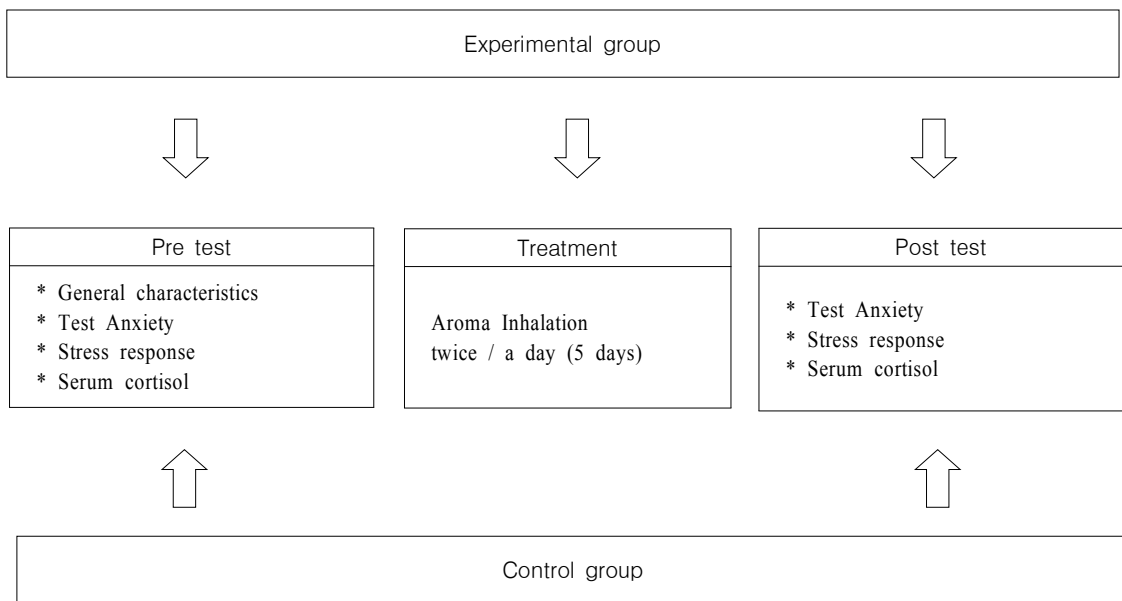 Experimental group
Pre test
* General characteristics
* Test Anxiety
* Stress response
* Serum cortisol
Treatment
Aroma Inhalation
twice / a day (5 days)
Post test
* Test Anxiety
* Stress response
* Serum cortisol
Control group